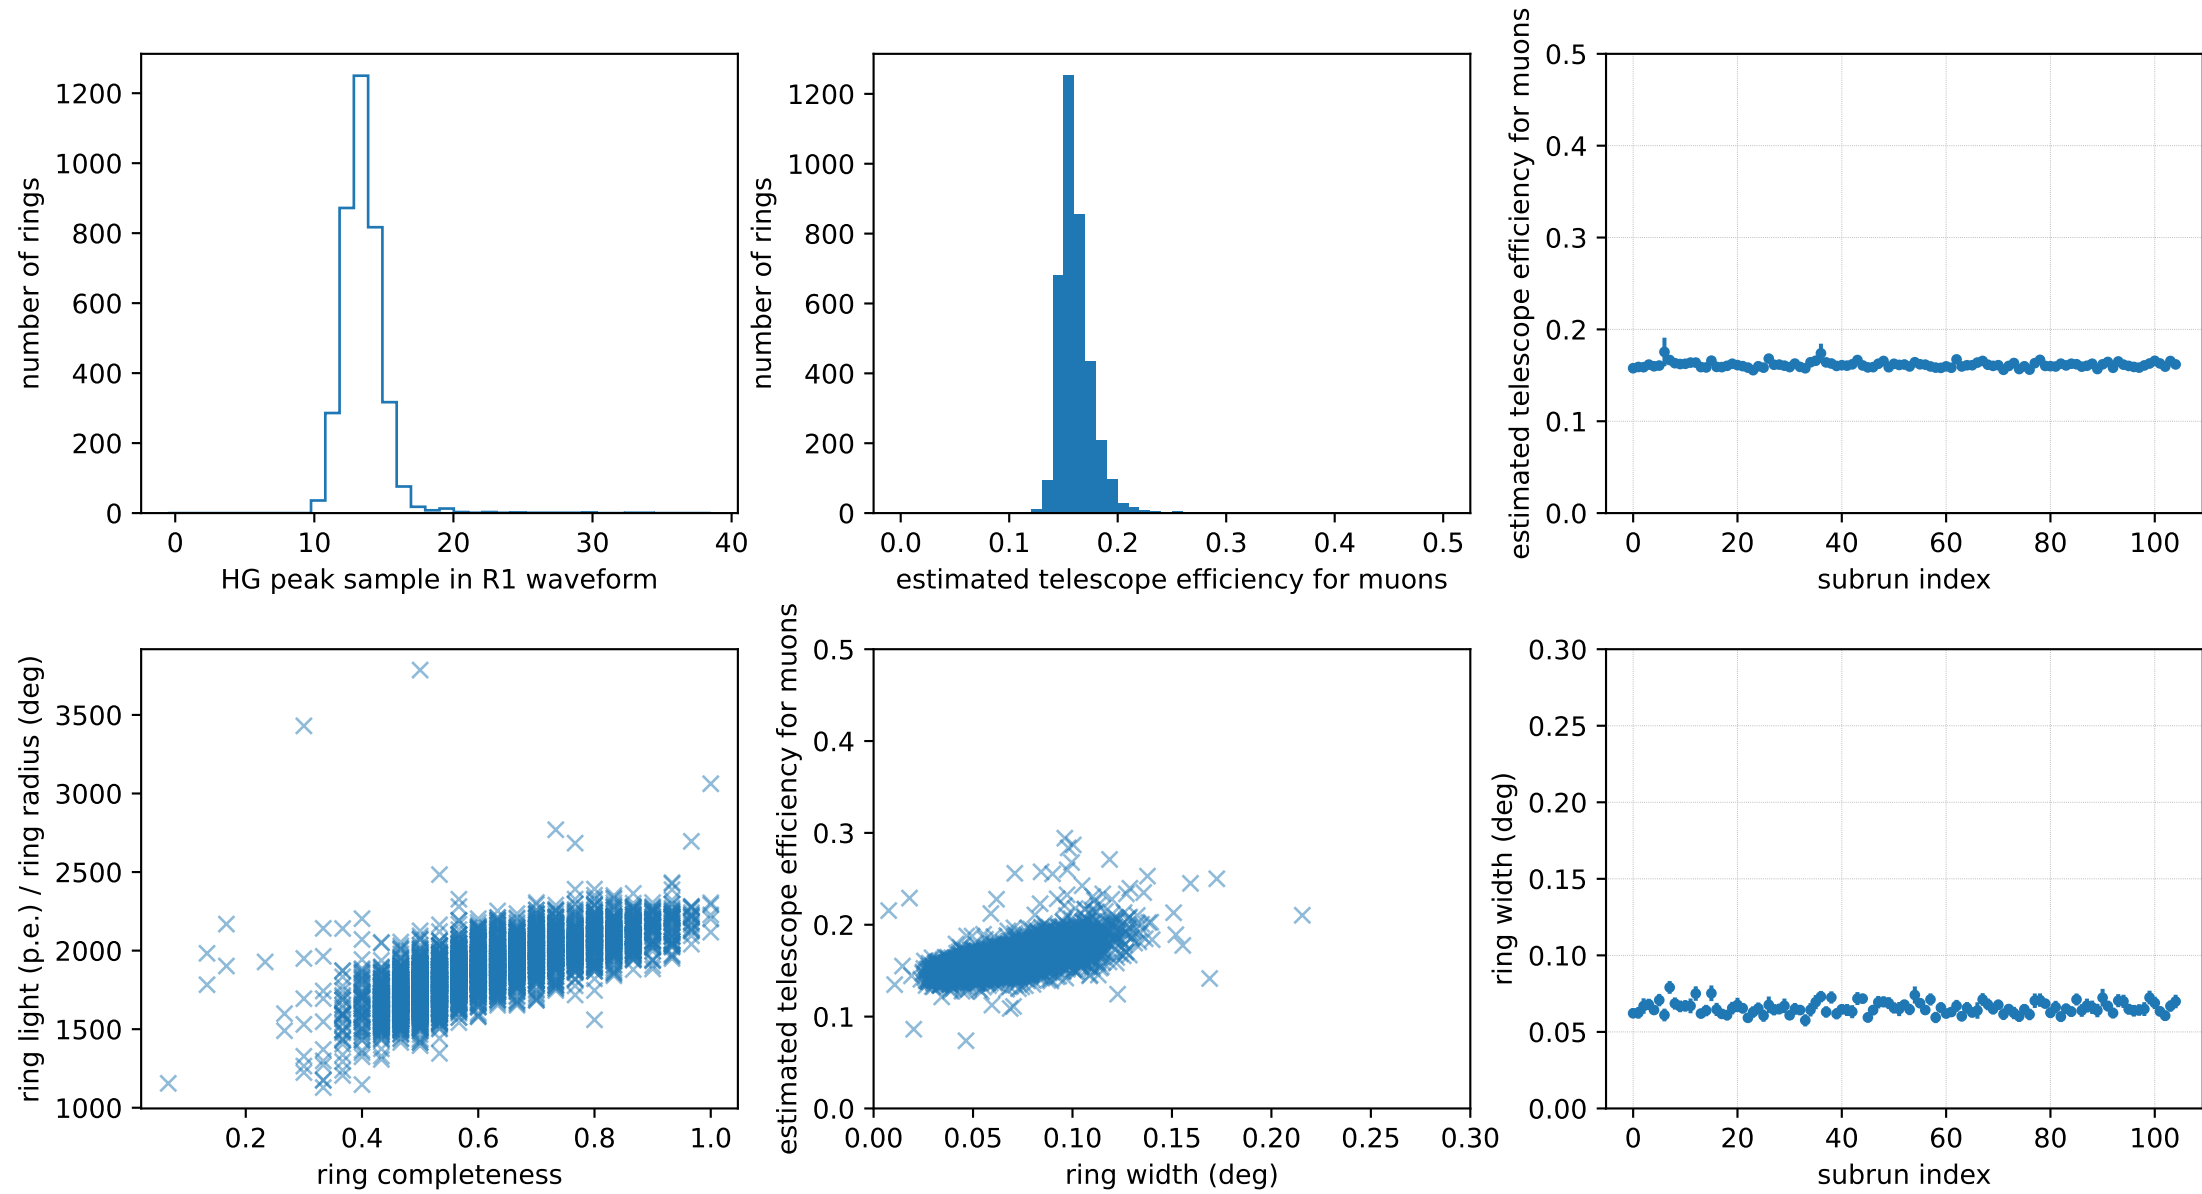 number of rings
1200
1000
800
600
400
200
0
0 10 20 30 40
HG peak sample in R1 waveform
number of rings
1200
1000
800
600
400
200
0
0.0 0.1 0.2 0.3 0.4 0.5
estimated telescope efficiency for muons
estimated telescope efficiency for muons
0.5
0.4
0.3
0.2
0.1
0.0
0 20 40 60 80 100
subrun index
ring light (p.e.) / ring radius (deg)
3500
3000
2500
2000
1500
1000
0.2 0.4 0.6 0.8 1.0
ring completeness
estimated telescope efficiency for muons
0.5
0.4
0.3
0.2
0.1
0.0
0.00 0.05 0.10 0.15 0.20 0.25 0.30
ring width (deg)
ring width (deg)
0.30
0.25
0.20
0.15
0.10
0.05
0.00
0 20 40 60 80 100
subrun index